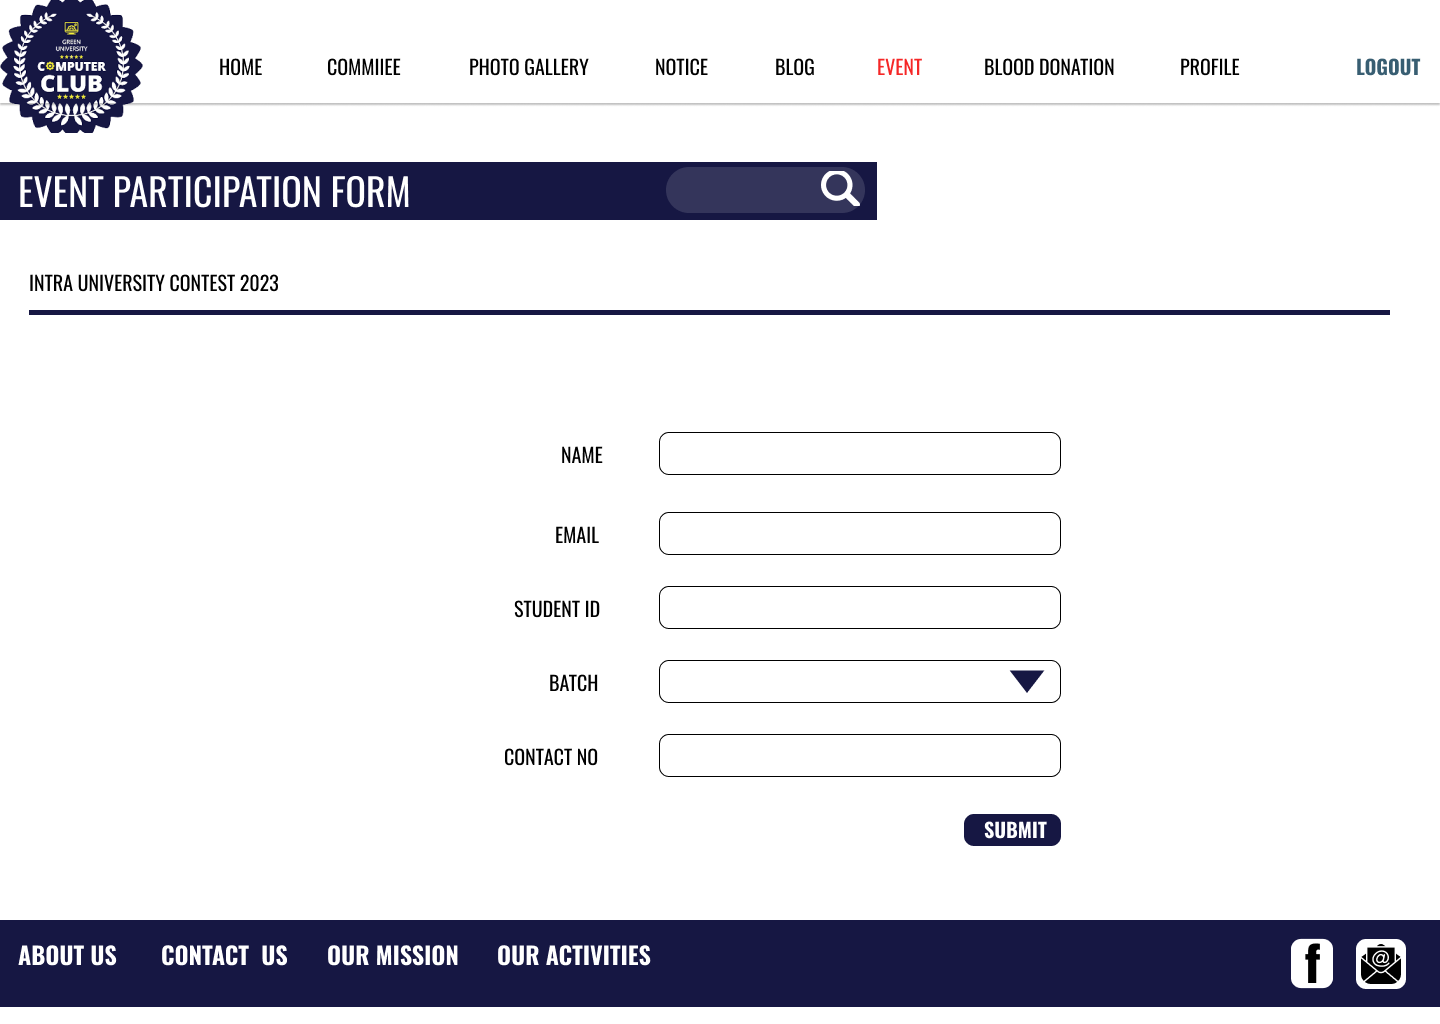 GREEN
UNIVERSITY
COMPUTER
CLUB
HOME COMMIIEE PHOTO GALLERY NOTICE BLOG EVENT BLOOD DONATION PROFILE LOGOUT
EVENT PARTICIPATION FORM
INTRA UNIVERSITY CONTEST 2023
NAME
EMAIL
STUDENT ID
BATCH
CONTACT NO
SUBMIT
ABOUT US CONTACT US OUR MISSION OUR ACTIVITIES
f @